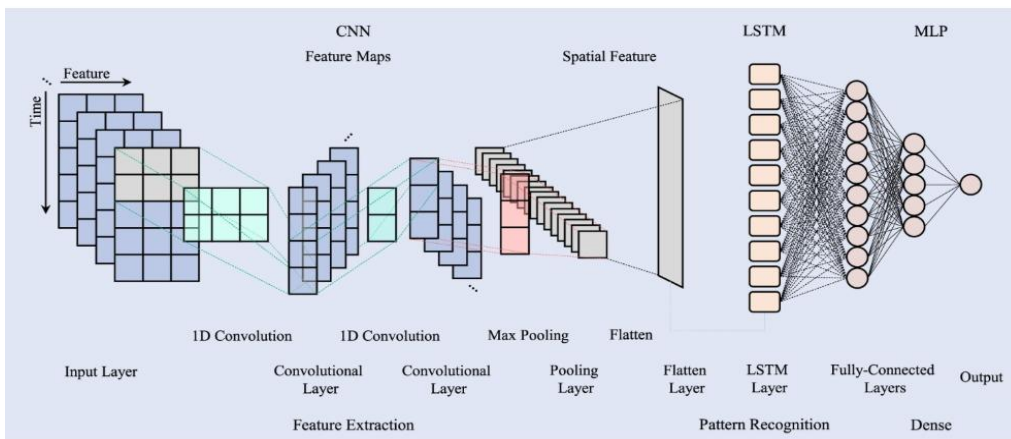 CNN
LSTM
MLP
Feature Maps
Spatial Feature
Feature
Time
1D Convolution
1D Convolution
Max Pooling
Flatten
Input Layer
Convolutional
Layer
Convolutional
Layer
Pooling
Layer
Flatten
Layer
LSTM
Layer
Fully-Connected
Layers
Output
Feature Extraction
Pattern Recognition
Dense